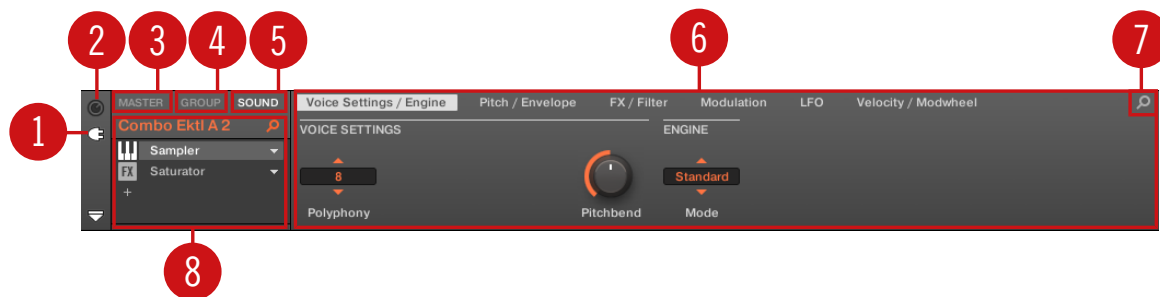 2 3 4 5 6 7
MASTER GROUP SOUND Voice Settings / Engine Pitch / Envelope FX / Filter Modulation LFO Velocity / Modwheel
1
Combo Ektl A 2
VOICE SETTINGS ENGINE
Sampler
FX Saturator
8 Standard
+
Polyphony Pitchbend Mode
8